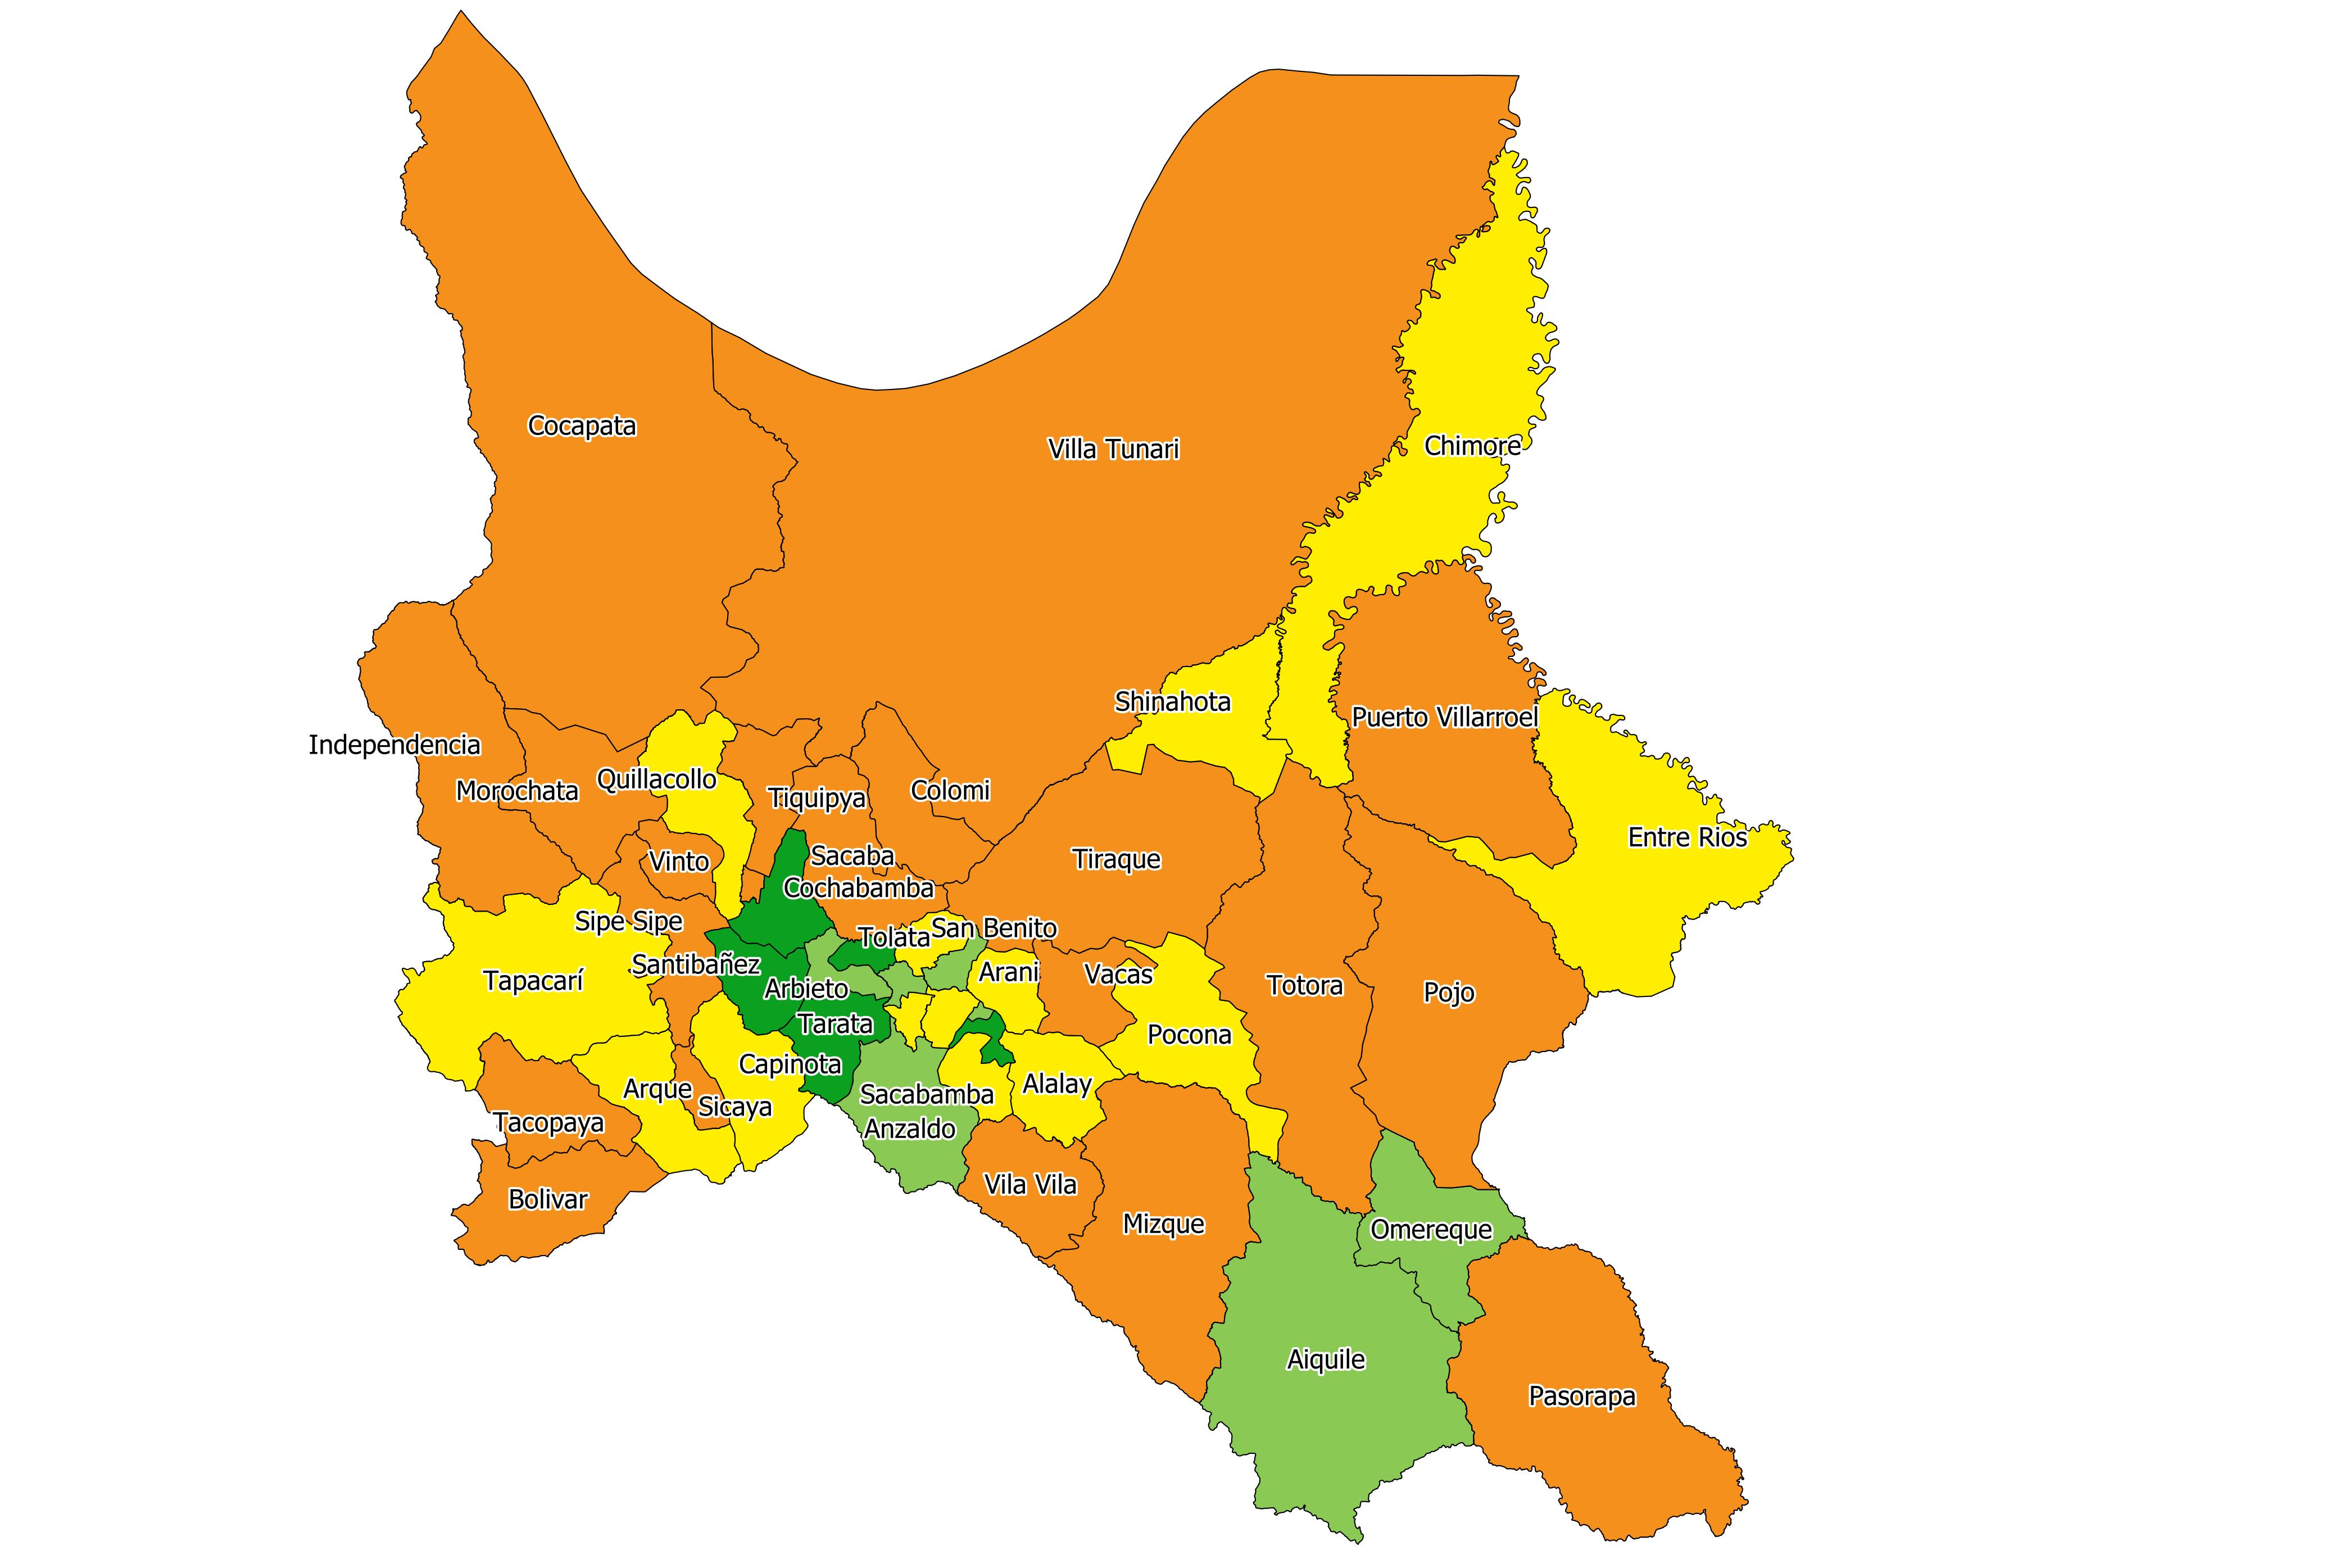 Cocapata
Villa Tunari
Chimore
Shinahota
Puerto Villarroel
Independencia
Quillacollo
Morochata
Tiquipya
Colomi
Entre Rios
Vinto
Sacaba
Tiraque
Cochabamba
Sipe Sipe
Tolata
San Benito
Santibañez
Tapacarí
Arbieto
Arani
Vacas
Totora
Pojo
Tarata
Pocona
Capinota
Arque
Sicaya
Sacabamba
Alalay
Tacopaya
Anzaldo
Bolivar
Vila Vila
Mizque
Omereque
Aiquile
Pasorapa